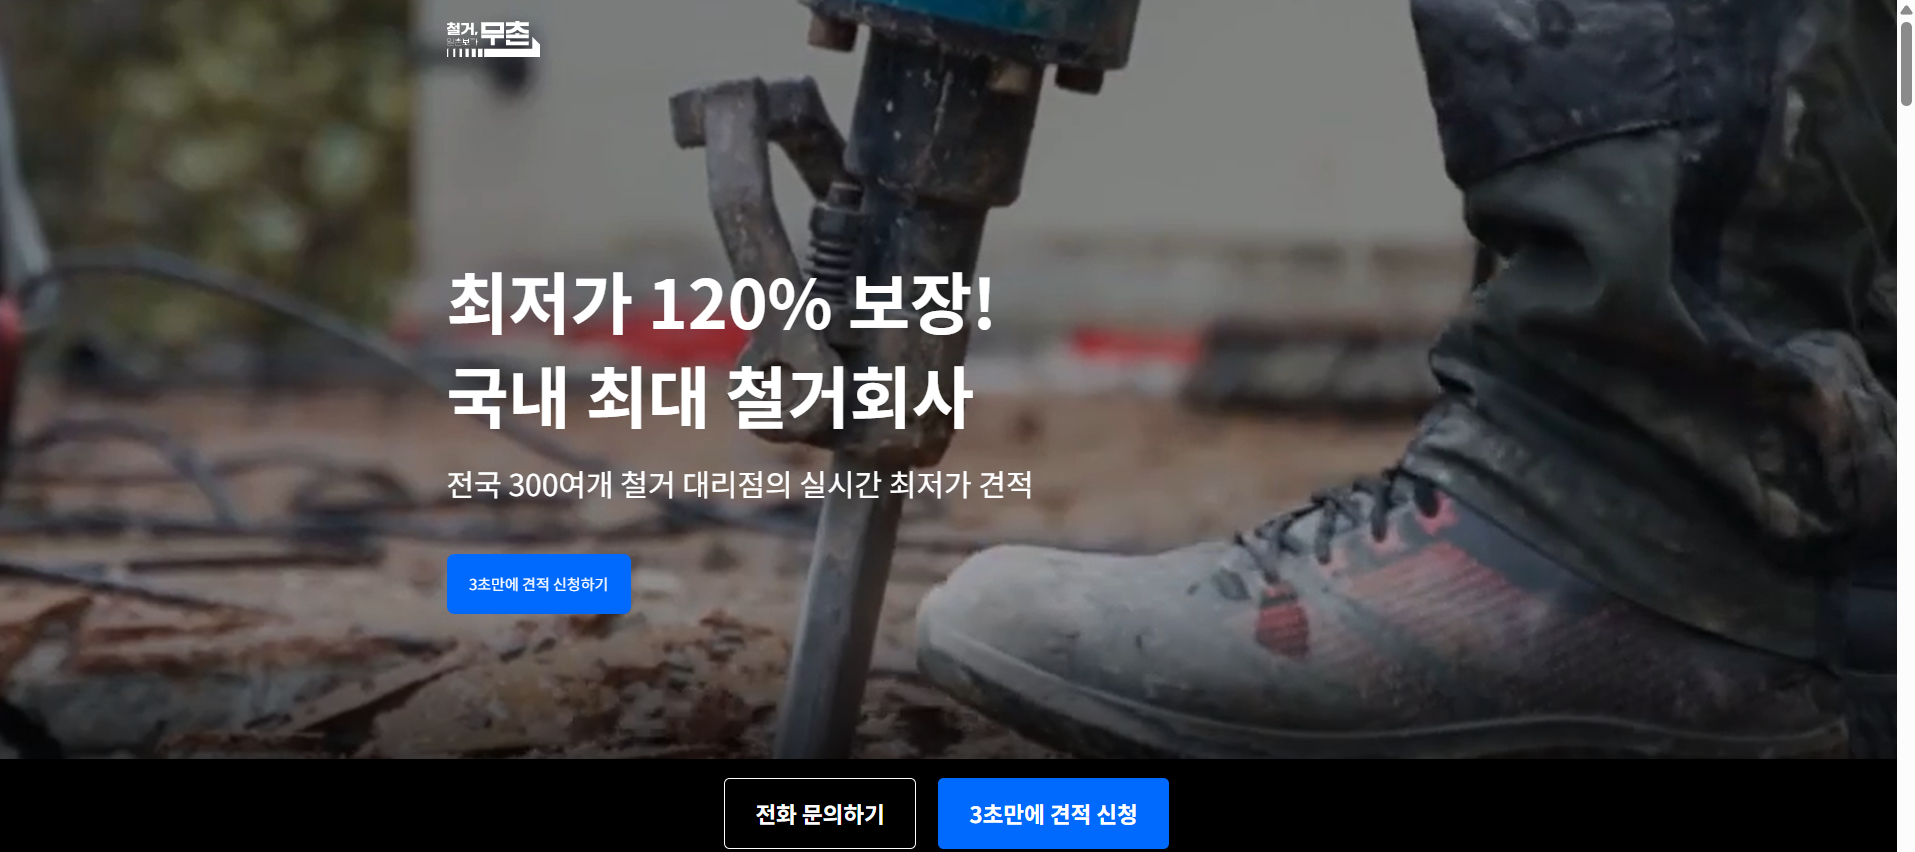 철거, 무촌
최저가 120% 보장!
국내 최대 철거회사
전국 300여개 철거 대리점의 실시간 최저가 견적
3초만에 견적 신청하기
전화 문의하기
3초만에 견적 신청